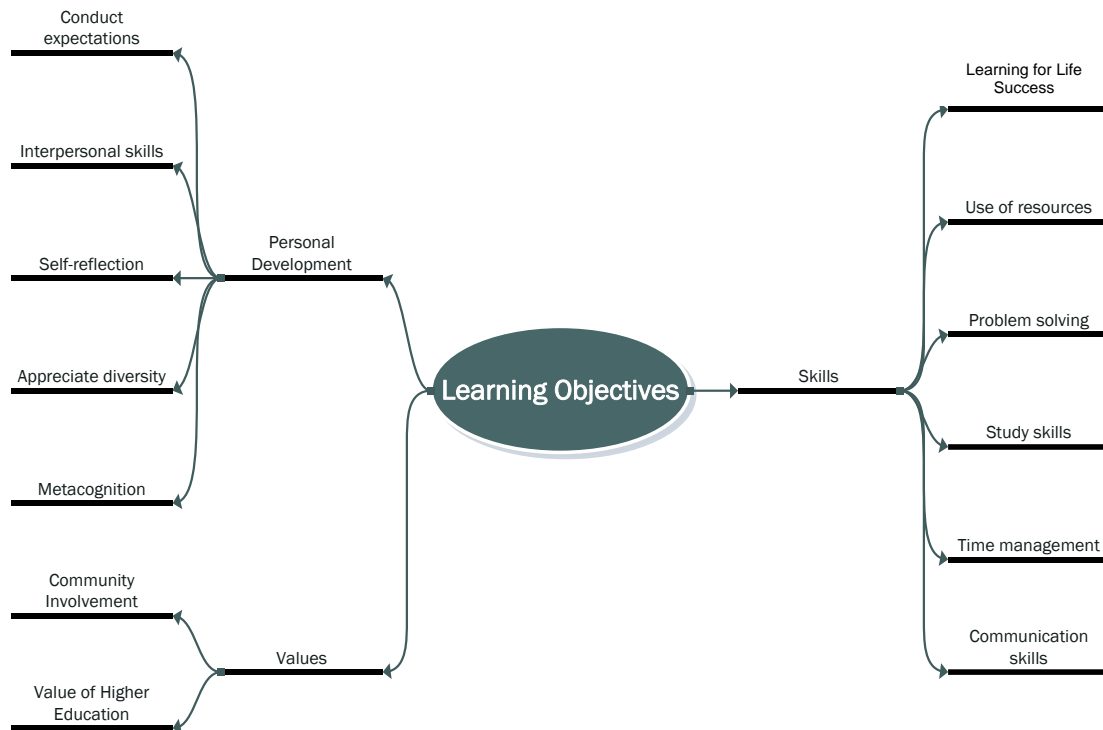 Conduct
expectations
Interpersonal skills
Self-reflection
Appreciate diversity
Metacognition
Personal
Development
Community
Involvement
Value of Higher
Education
Values
Learning Objectives
Skills
Learning for Life
Success
Use of resources
Problem solving
Study skills
Time management
Communication
skills